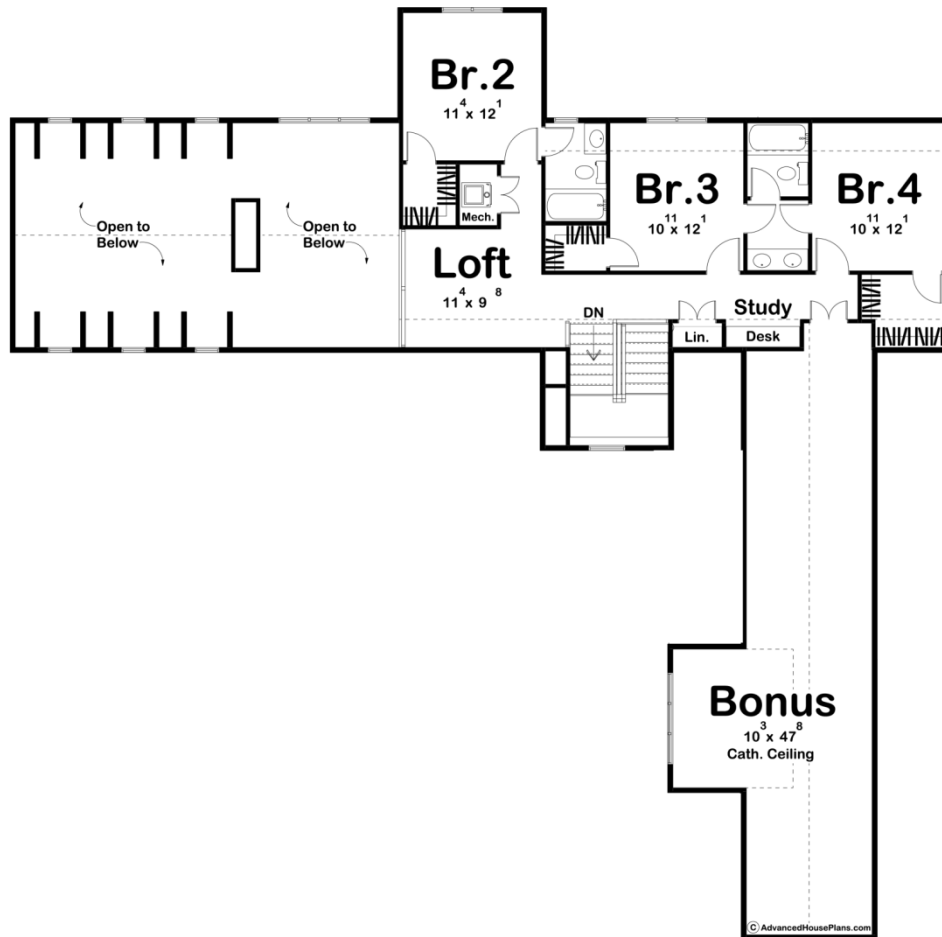 Br.2
11⁴ x 12¹
Open to
Below
Open to
Below
Mech.
Br.3
10¹¹ x 12¹
Br.4
10¹¹ x 12¹
Loft
11⁴ x 9⁸
DN
Study
Lin.
Desk
Bonus
10³ x 47⁸
Cath. Ceiling
© AdvancedHousePlans.com